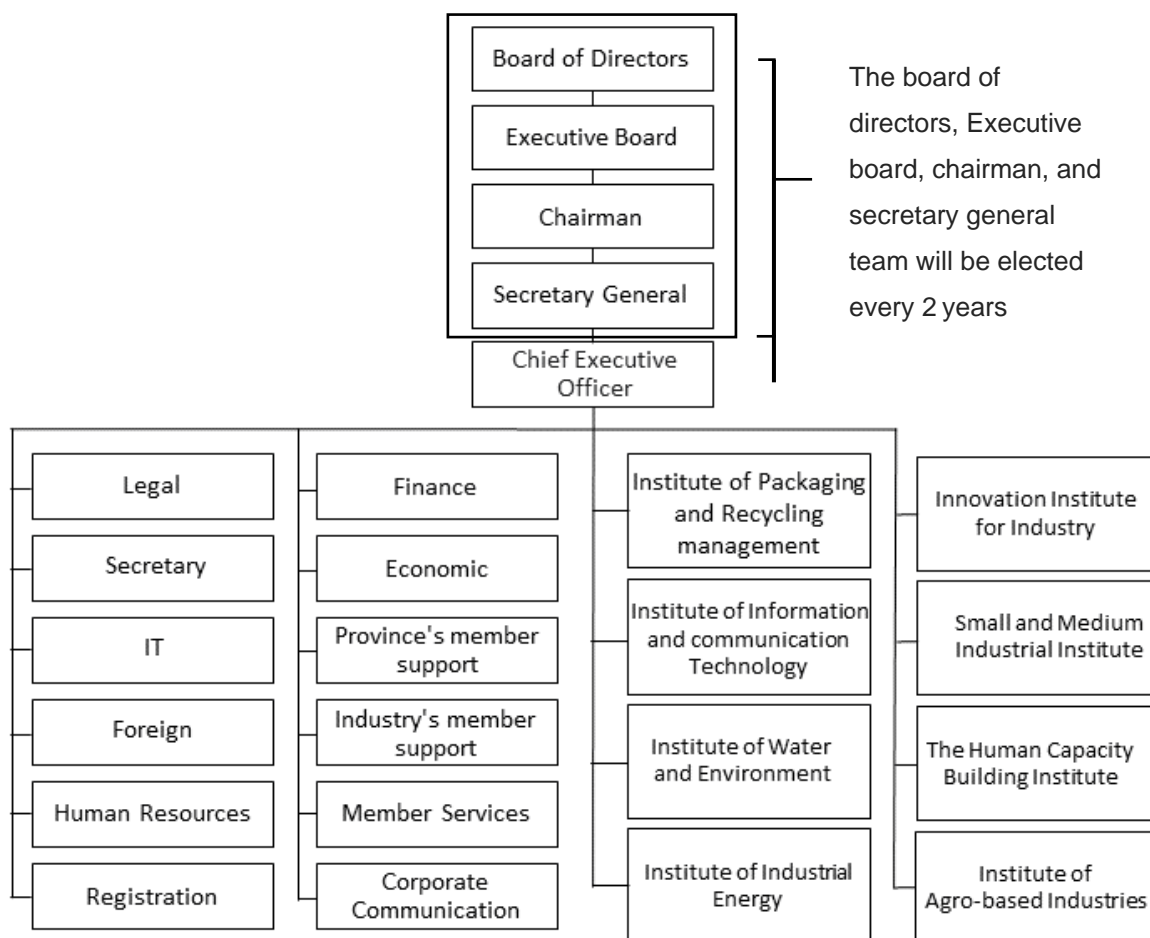 Board of Directors
Executive Board
Chairman
Secretary General
Chief Executive
Officer
The board of
directors, Executive
board, chairman, and
secretary general
team will be elected
every 2 years
Legal
Secretary
IT
Foreign
Human Resources
Registration
Finance
Economic
Province's member
support
Industry's member
support
Member Services
Corporate
Communication
Institute of Packaging
and Recycling
management
Institute of Information
and communication
Technology
Institute of Water
and Environment
Institute of Industrial
Energy
Innovation Institute
for Industry
Small and Medium
Industrial Institute
The Human Capacity
Building Institute
Institute of
Agro-based Industries